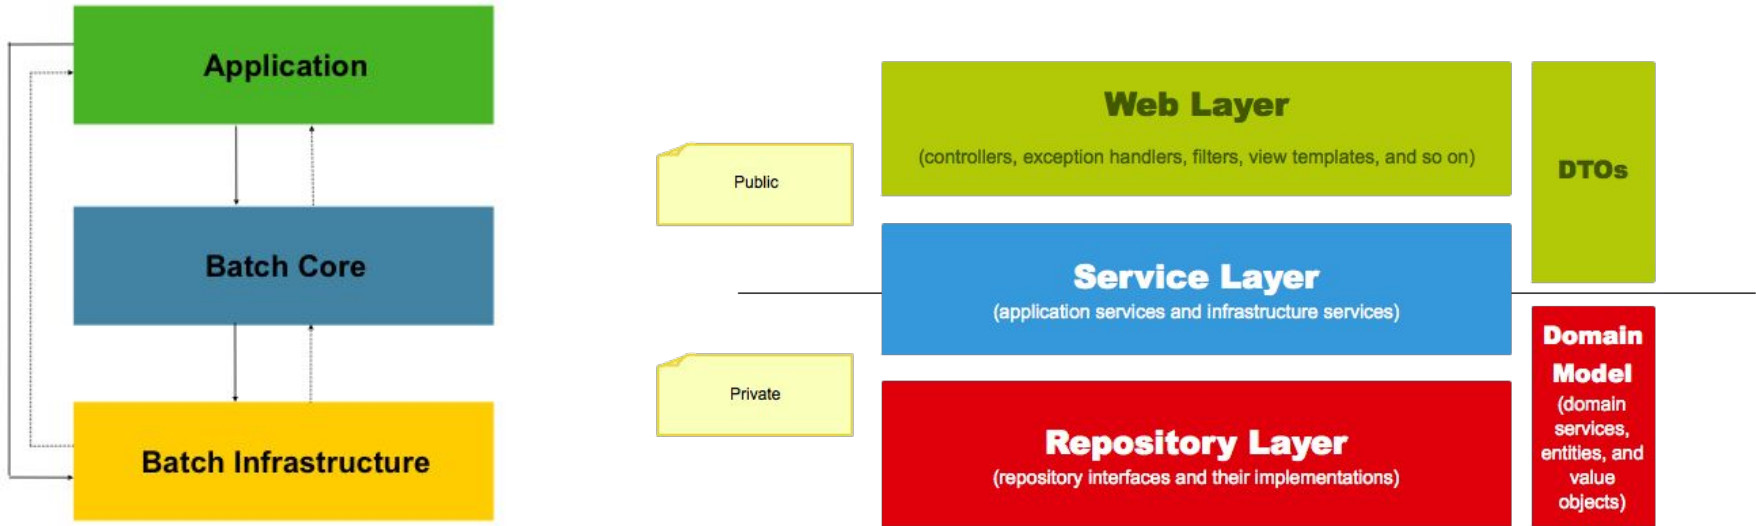 Application
Batch Core
Batch Infrastructure
Public
Private
Web Layer
(controllers, exception handlers, filters, view templates, and so on)
Service Layer
(application services and infrastructure services)
Repository Layer
(repository interfaces and their implementations)
DTOs
Domain
Model
(domain
services,
entities, and
value
objects)